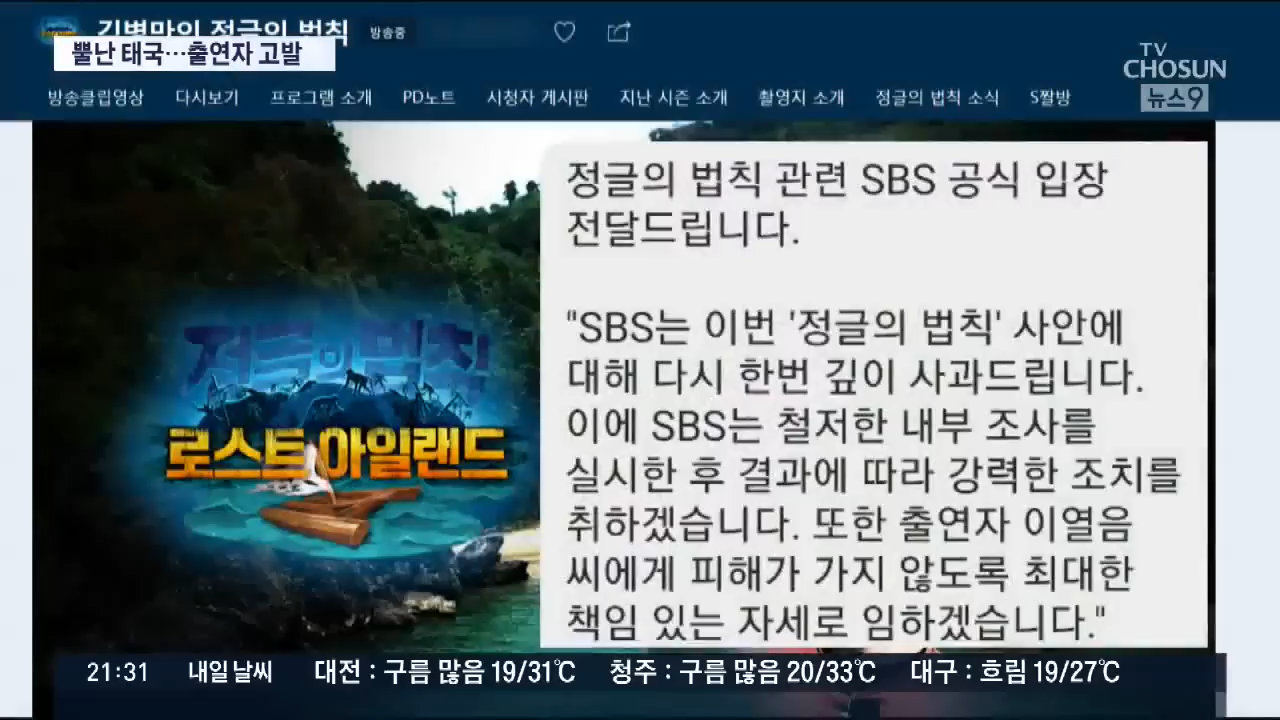 김병만의 정글의 법칙 방송중
뿔난 태국…출연자 고발
TV
CHOSUN
뉴스9
방송클립영상 다시보기 프로그램 소개 PD노트 시청자 게시판 지난 시즌 소개 촬영지 소개 정글의 법칙 소식 S짤방
정글의 법칙 관련 SBS 공식 입장
전달드립니다.
"SBS는 이번 '정글의 법칙' 사안에
대해 다시 한번 깊이 사과드립니다.
이에 SBS는 철저한 내부 조사를
실시한 후 결과에 따라 강력한 조치를
취하겠습니다. 또한 출연자 이열음
씨에게 피해가 가지 않도록 최대한
책임 있는 자세로 임하겠습니다."
정글의 법칙
로스트 아일랜드
21:31 내일 날씨 대전 : 구름 많음 19/31℃ 청주 : 구름 많음 20/33℃ 대구 : 흐림 19/27℃